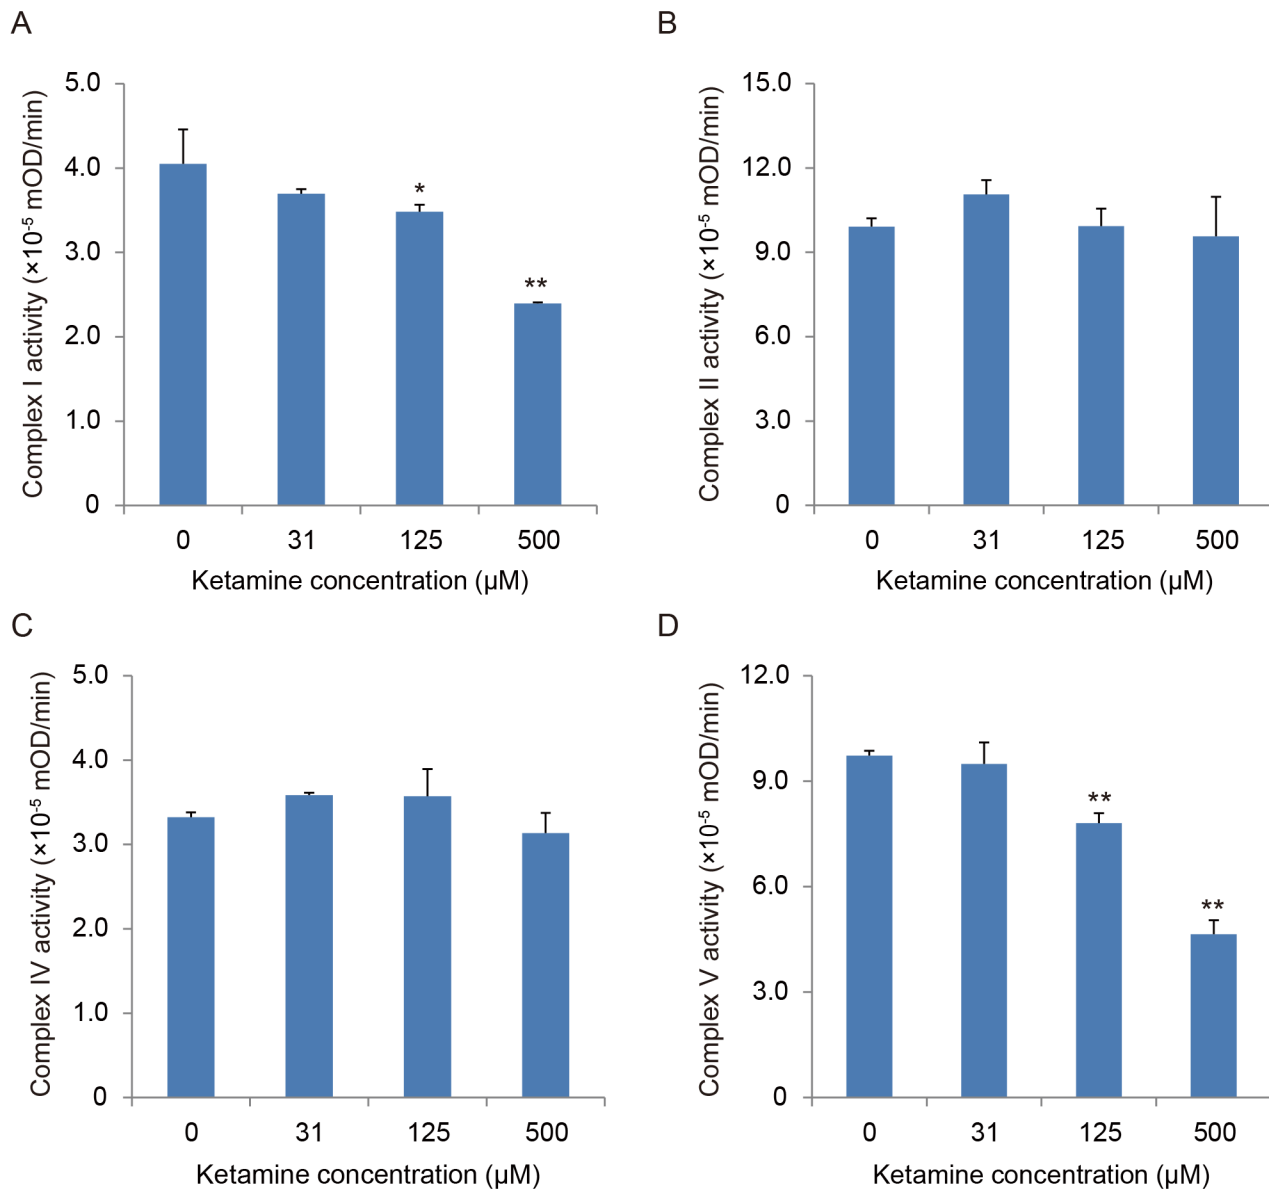 A
Complex I activity (×10⁻⁵ mOD/min)
5.0
4.0
3.0
2.0
1.0
0
*
**
0 31 125 500
Ketamine concentration (μM)
B
Complex II activity (×10⁻⁵ mOD/min)
15.0
12.0
9.0
6.0
3.0
0
0 31 125 500
Ketamine concentration (μM)
C
Complex IV activity (×10⁻⁵ mOD/min)
5.0
4.0
3.0
2.0
1.0
0
0 31 125 500
Ketamine concentration (μM)
D
Complex V activity (×10⁻⁵ mOD/min)
12.0
9.0
6.0
3.0
0
**
**
0 31 125 500
Ketamine concentration (μM)